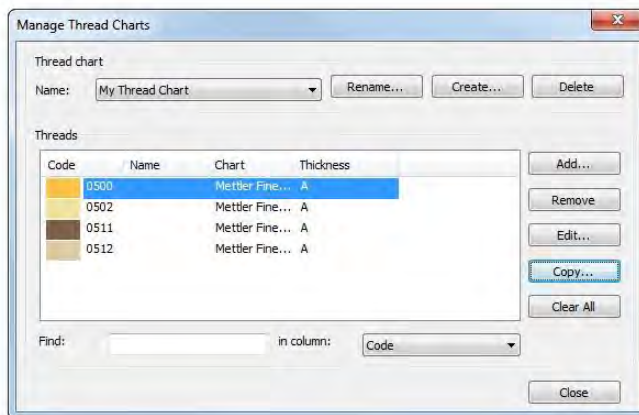 Manage Thread Charts
Thread chart
Name: My Thread Chart Rename... Create... Delete
Threads
Code Name Chart Thickness Add...
0500 Mettler Fine... A
0502 Mettler Fine... A Remove
0511 Mettler Fine... A Edit...
0512 Mettler Fine... A
Copy...
Clear All
Find: in column: Code
Close